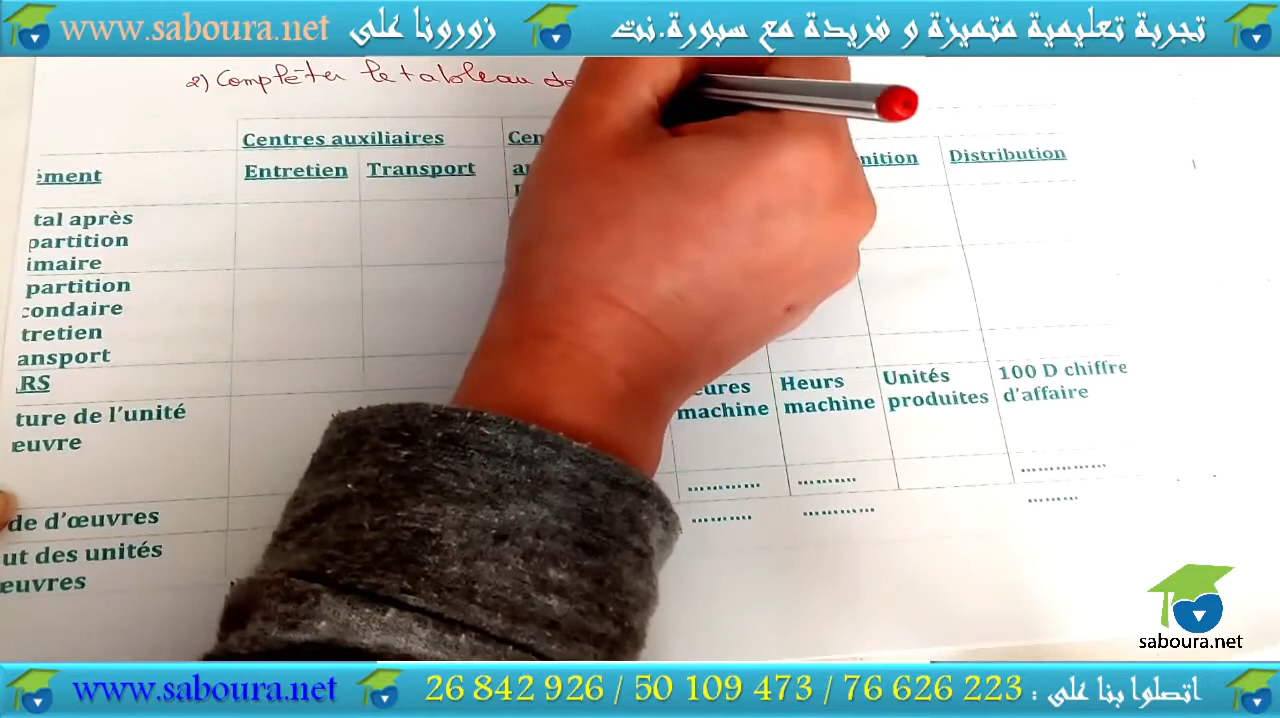 www.saboura.net زورونا على تجربة تعليمية متميزة و فريدة مع سبورة.نت
2) Compléter le tableau
Centres auxiliaires
ément Entretien Transport nition Distribution
tal après
partition
imaire
partition
condaire
tretien
ansport
RS
ture de l'unité
œuvre
eures machine
Heurs machine
Unités produites
100 D chiffre d'affaire
de d'œuvres
ut des unités
œuvres
saboura.net
www.saboura.net 26 842 926 / 50 109 473 / 76 626 223 : اتصلوا بنا على